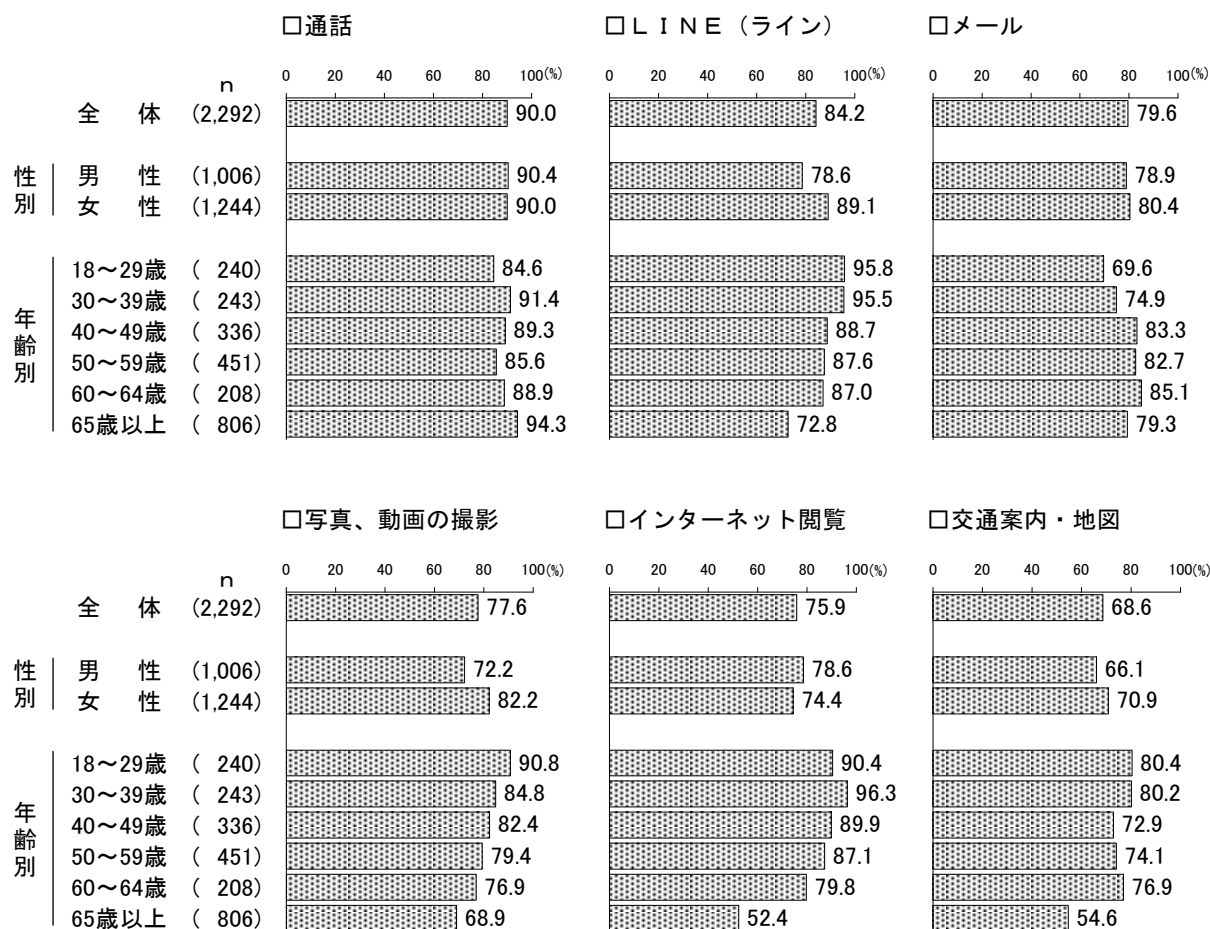 □通話 □ＬＩＮＥ（ライン） □メール
0 20 40 60 80 100(%) 0 20 40 60 80 100(%) 0 20 40 60 80 100(%)
n
全体 (2,292) 90.0 84.2 79.6
性別
男性 (1,006) 90.4 78.6 78.9
女性 (1,244) 90.0 89.1 80.4
年齢別
18～29歳 ( 240) 84.6 95.8 69.6
30～39歳 ( 243) 91.4 95.5 74.9
40～49歳 ( 336) 89.3 88.7 83.3
50～59歳 ( 451) 85.6 87.6 82.7
60～64歳 ( 208) 88.9 87.0 85.1
65歳以上 ( 806) 94.3 72.8 79.3
□写真、動画の撮影 □インターネット閲覧 □交通案内・地図
0 20 40 60 80 100(%) 0 20 40 60 80 100(%) 0 20 40 60 80 100(%)
n
全体 (2,292) 77.6 75.9 68.6
性別
男性 (1,006) 72.2 78.6 66.1
女性 (1,244) 82.2 74.4 70.9
年齢別
18～29歳 ( 240) 90.8 90.4 80.4
30～39歳 ( 243) 84.8 96.3 80.2
40～49歳 ( 336) 82.4 89.9 72.9
50～59歳 ( 451) 79.4 87.1 74.1
60～64歳 ( 208) 76.9 79.8 76.9
65歳以上 ( 806) 68.9 52.4 54.6